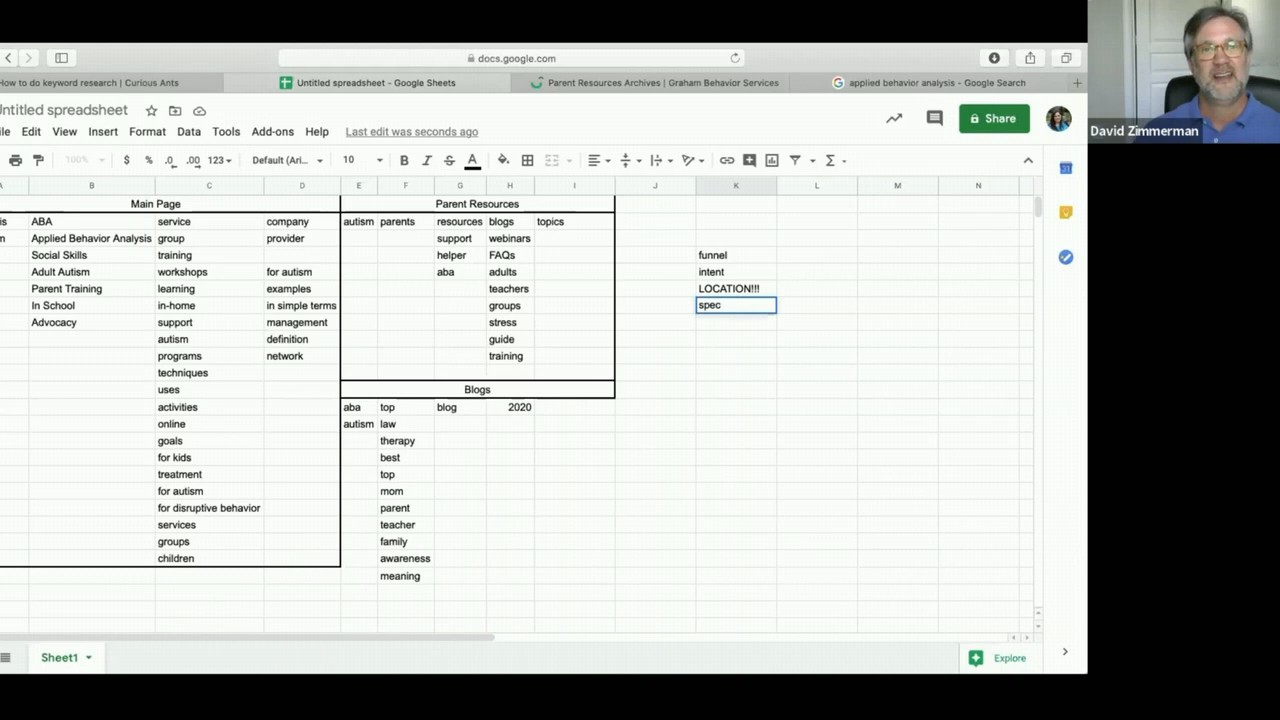 docs.google.com
How to do keyword research | Curious Ants
Untitled spreadsheet - Google Sheets
Parent Resources Archives | Graham Behavior Services
applied behavior analysis - Google Search
David Zimmerman
Untitled spreadsheet
File Edit View Insert Format Data Tools Add-ons Help Last edit was seconds ago
Share
100% $ % .0 .00 123 Default (Ari... 10 B I S A
A B C D E F G H I J K L M N
Main Page Parent Resources
is ABA service company autism parents resources blogs topics
m Applied Behavior Analysis group provider support webinars
Social Skills training helper FAQs funnel
Adult Autism workshops for autism aba adults intent
Parent Training learning examples teachers LOCATION!!!
In School in-home in simple terms groups spec
Advocacy support management stress
autism definition guide
programs network training
techniques
uses Blogs
activities aba top blog 2020
online autism law
goals therapy
for kids best
treatment top
for autism mom
for disruptive behavior parent
services teacher
groups family
children awareness
meaning
Sheet1
Explore